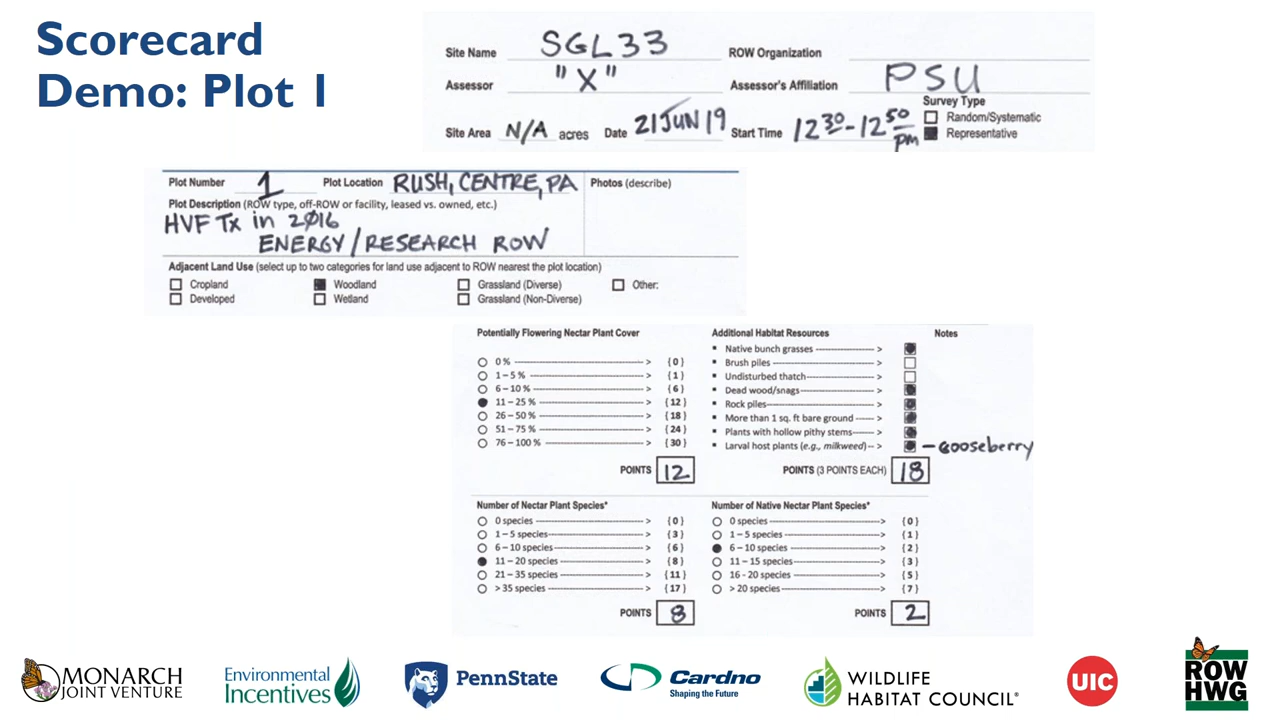 Scorecard
Demo: Plot 1
Site Name SGL33 ROW Organization
Assessor "X" Assessor's Affiliation PSU
Survey Type
Random/Systematic
Site Area N/A acres Date 21JUN19 Start Time 1230-1250 pm Representative
Plot Number 1 Plot Location RUSH, CENTRE, PA Photos (describe)
Plot Description (ROW type, off-ROW or facility, leased vs. owned, etc.)
HVF Tx in 2016
ENERGY/RESEARCH ROW
Adjacent Land Use (select up to two categories for land use adjacent to ROW nearest the plot location)
Cropland Woodland Grassland (Diverse) Other:
Developed Wetland Grassland (Non-Diverse)
Potentially Flowering Nectar Plant Cover
0 % > {0}
1 – 5 % > {1}
6 – 10 % > {6}
11 – 25 % > {12}
26 – 50 % > {18}
51 – 75 % > {24}
76 – 100 % > {30}
POINTS 12
Additional Habitat Resources Notes
Native bunch grasses >
Brush piles >
Undisturbed thatch >
Dead wood/snags >
Rock piles >
More than 1 sq. ft bare ground >
Plants with hollow pithy stems >
Larval host plants (e.g., milkweed) -- > – Gooseberry
POINTS (3 POINTS EACH) 18
Number of Nectar Plant Species*
0 species > {0}
1 – 5 species > {3}
6 – 10 species > {6}
11 – 20 species > {8}
21 – 35 species > {11}
> 35 species > {17}
POINTS 8
Number of Native Nectar Plant Species*
0 species > {0}
1 – 5 species > {1}
6 – 10 species > {2}
11 – 15 species > {3}
16 - 20 species > {5}
> 20 species > {7}
POINTS 2
MONARCH
JOINT VENTURE
Environmental
Incentives
PennState
Cardno
Shaping the Future
WILDLIFE
HABITAT COUNCIL®
UIC
ROW
HWG